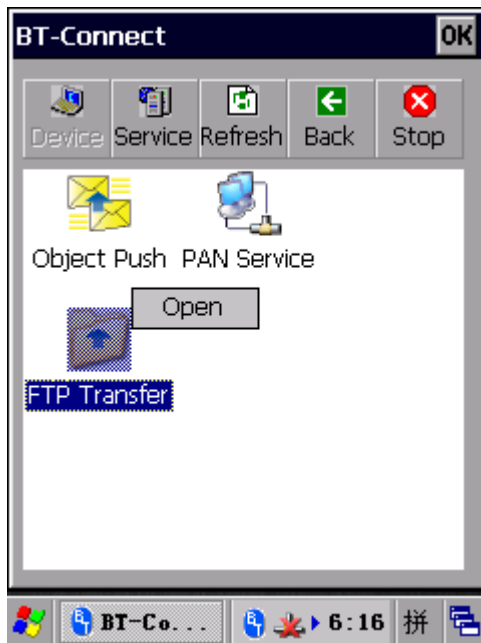 BT-Connect OK
Device Service Refresh Back Stop
Object Push PAN Service
Open
FTP Transfer
BT-Co... 6:16 拼